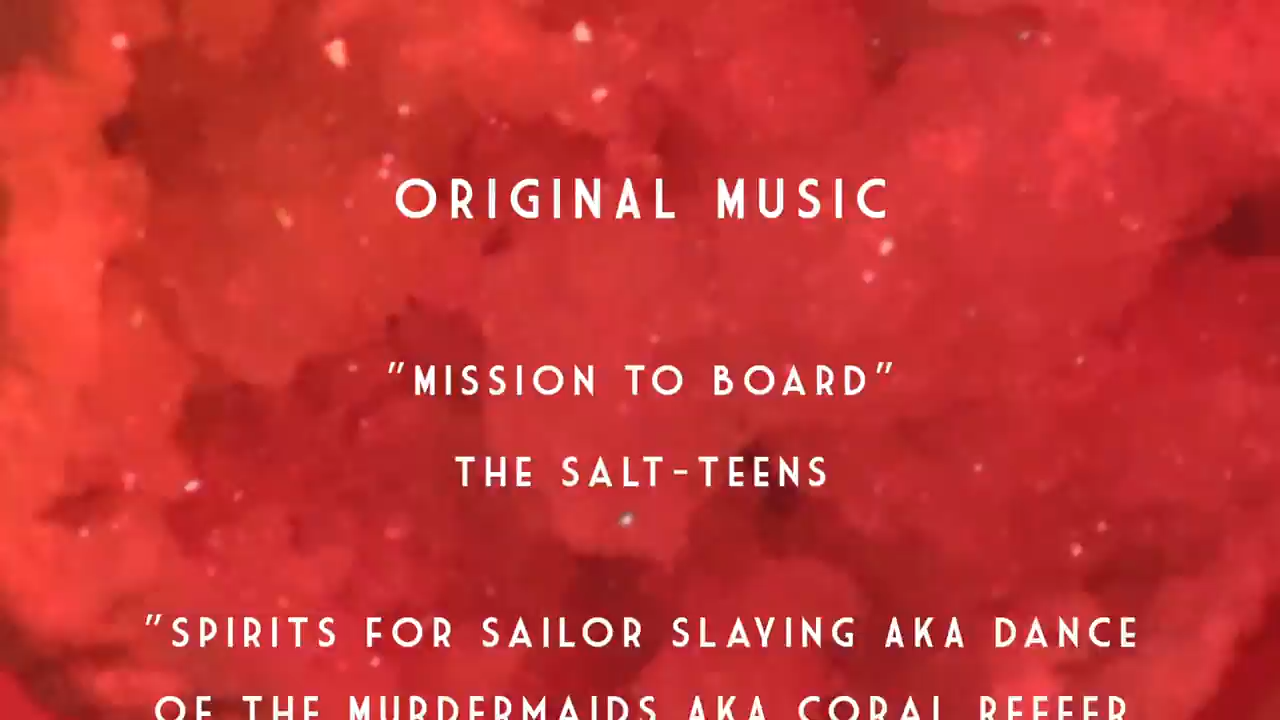 ORIGINAL MUSIC
"MISSION TO BOARD"
THE SALT-TEENS
"SPIRITS FOR SAILOR SLAYING AKA DANCE
OF THE MURDERMAIDS AKA CORAL REEFER